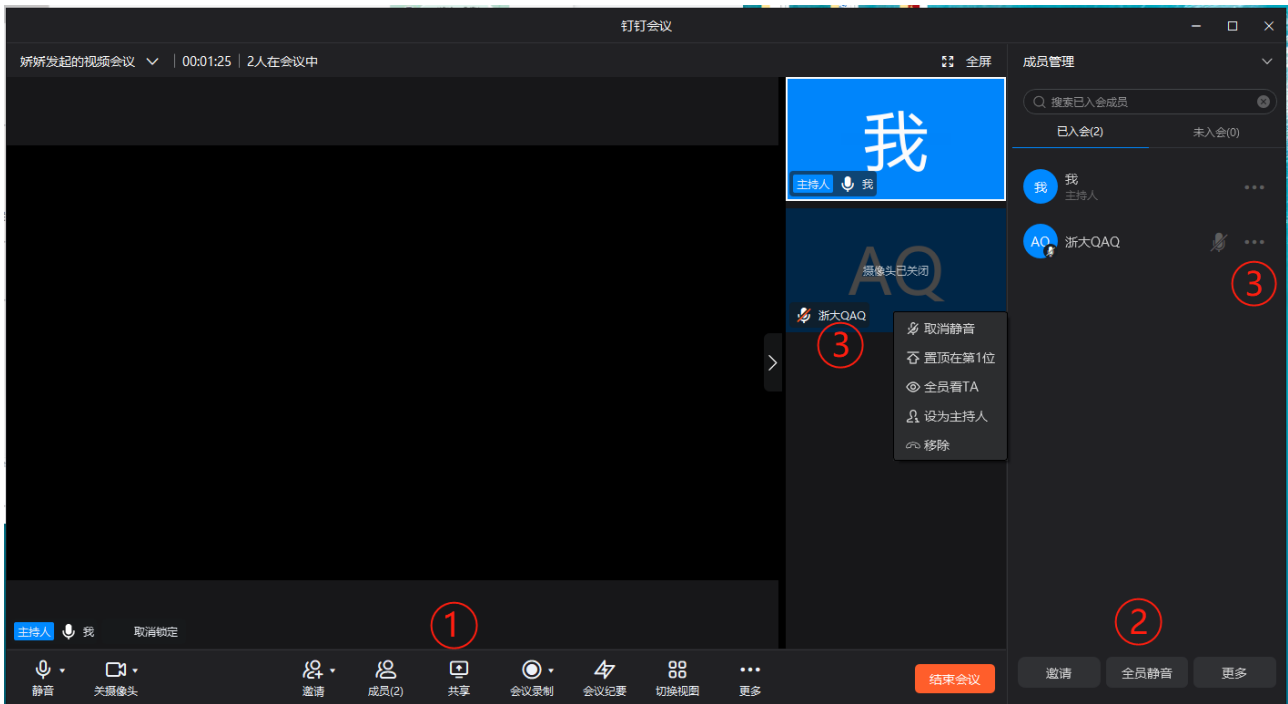 钉钉会议
娇娇发起的视频会议 00:01:25 2人在会议中 全屏
成员管理
搜索已入会成员
已入会(2) 未入会(0)
我
主持人 我
我
我
主持人
AQ
浙大QAQ
③
AQ
摄像头已关闭
浙大QAQ
③
取消静音
置顶在第1位
全员看TA
设为主持人
移除
主持人 我 取消锁定
①
②
静音 关摄像头 邀请 成员(2) 共享 会议录制 会议纪要 切换视图 更多
结束会议
邀请 全员静音 更多